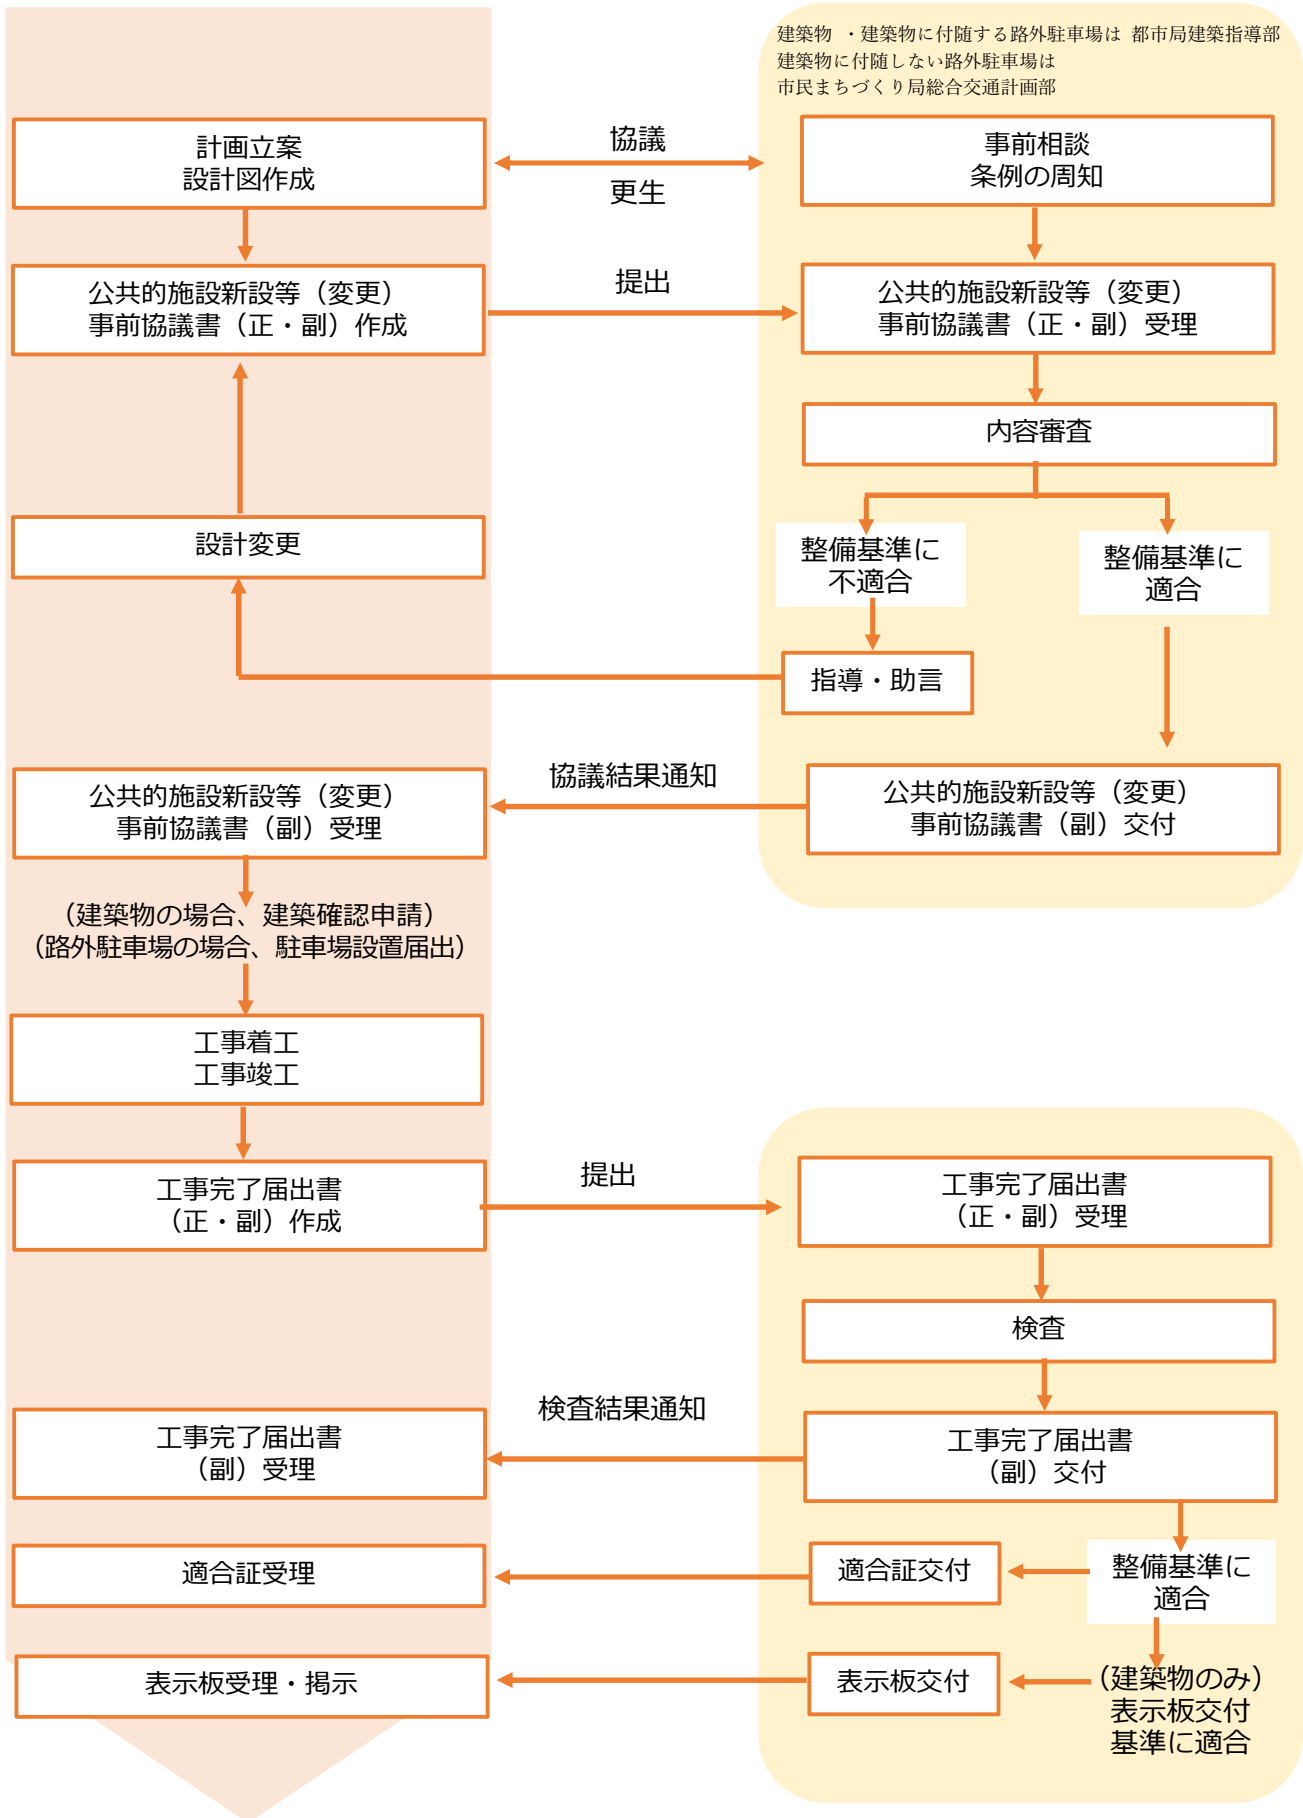 建築物 ・建築物に付随する路外駐車場は 都市局建築指導部
建築物に付随しない路外駐車場は
市民まちづくり局総合交通計画部
計画立案
設計図作成
協議
更生
事前相談
条例の周知
公共的施設新設等（変更）
事前協議書（正・副）作成
提出
公共的施設新設等（変更）
事前協議書（正・副）受理
内容審査
設計変更
整備基準に
不適合
整備基準に
適合
指導・助言
公共的施設新設等（変更）
事前協議書（副）受理
協議結果通知
公共的施設新設等（変更）
事前協議書（副）交付
（建築物の場合、建築確認申請）
（路外駐車場の場合、駐車場設置届出）
工事着工
工事竣工
工事完了届出書
（正・副）作成
提出
工事完了届出書
（正・副）受理
検査
工事完了届出書
（副）受理
検査結果通知
工事完了届出書
（副）交付
適合証受理
適合証交付
整備基準に
適合
表示板受理・掲示
表示板交付
（建築物のみ）
表示板交付
基準に適合